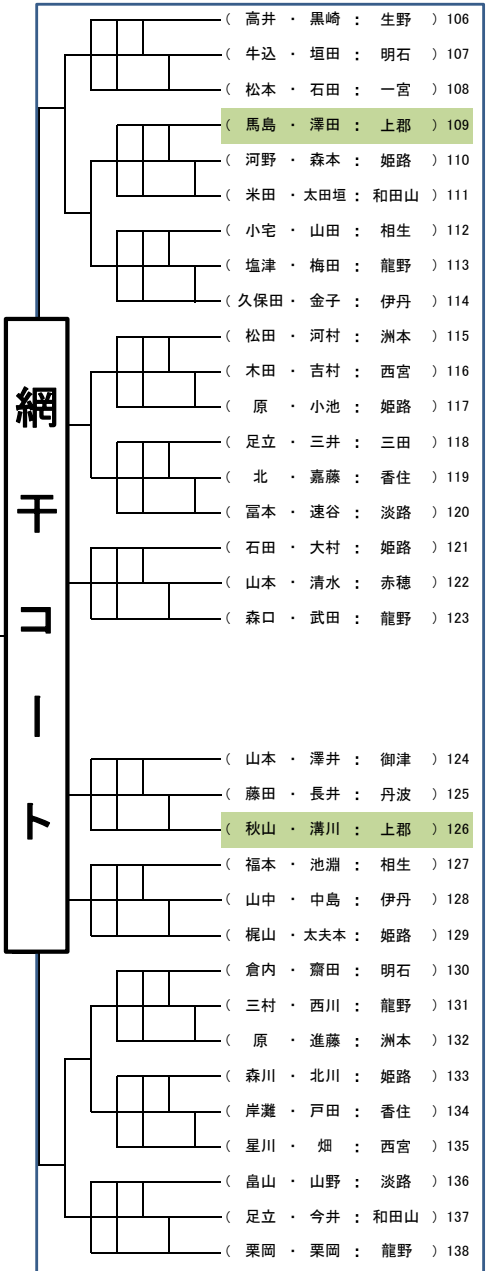 網干コート
( 高井 ・ 黒崎 : 生野 ) 106
( 牛込 ・ 垣田 : 明石 ) 107
( 松本 ・ 石田 : 一宮 ) 108
( 馬島 ・ 澤田 : 上郡 ) 109
( 河野 ・ 森本 : 姫路 ) 110
( 米田 ・ 太田垣 : 和田山 ) 111
( 小宅 ・ 山田 : 相生 ) 112
( 塩津 ・ 梅田 : 龍野 ) 113
( 久保田 ・ 金子 : 伊丹 ) 114
( 松田 ・ 河村 : 洲本 ) 115
( 木田 ・ 吉村 : 西宮 ) 116
( 原 ・ 小池 : 姫路 ) 117
( 足立 ・ 三井 : 三田 ) 118
( 北 ・ 嘉藤 : 香住 ) 119
( 冨本 ・ 速谷 : 淡路 ) 120
( 石田 ・ 大村 : 姫路 ) 121
( 山本 ・ 清水 : 赤穂 ) 122
( 森口 ・ 武田 : 龍野 ) 123
( 山本 ・ 澤井 : 御津 ) 124
( 藤田 ・ 長井 : 丹波 ) 125
( 秋山 ・ 溝川 : 上郡 ) 126
( 福本 ・ 池淵 : 相生 ) 127
( 山中 ・ 中島 : 伊丹 ) 128
( 梶山 ・ 太夫本 : 姫路 ) 129
( 倉内 ・ 齋田 : 明石 ) 130
( 三村 ・ 西川 : 龍野 ) 131
( 原 ・ 進藤 : 洲本 ) 132
( 森川 ・ 北川 : 姫路 ) 133
( 岸灘 ・ 戸田 : 香住 ) 134
( 星川 ・ 畑 : 西宮 ) 135
( 畠山 ・ 山野 : 淡路 ) 136
( 足立 ・ 今井 : 和田山 ) 137
( 栗岡 ・ 栗岡 : 龍野 ) 138